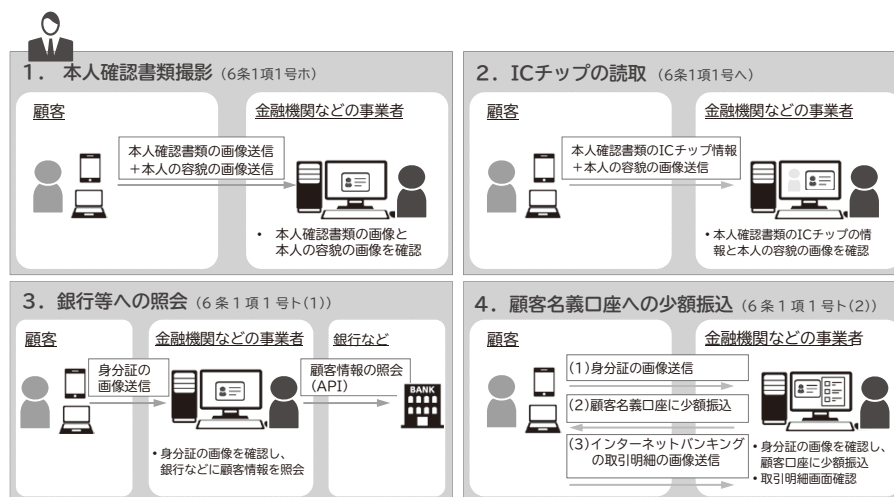 1. 本人確認書類撮影（6条1項1号ホ）
顧客
金融機関などの事業者
本人確認書類の画像送信
＋本人の容貌の画像送信
• 本人確認書類の画像と
本人の容貌の画像を確認
2. ICチップの読取（6条1項1号ヘ）
顧客
金融機関などの事業者
本人確認書類のICチップ情報
＋本人の容貌の画像送信
• 本人確認書類のICチップの情
報と本人の容貌の画像を確認
3. 銀行等への照会（6条1項1号ト(1)）
顧客
金融機関などの事業者
銀行など
身分証の
画像送信
顧客情報の照会
(API)
BANK
• 身分証の画像を確認し、
銀行などに顧客情報を照会
4. 顧客名義口座への少額振込（6条1項1号ト(2)）
顧客
金融機関などの事業者
(1)身分証の画像送信
(2)顧客名義口座に少額振込
(3)インターネットバンキング
の取引明細の画像送信
• 身分証の画像を確認し、
顧客口座に少額振込
• 取引明細画面確認